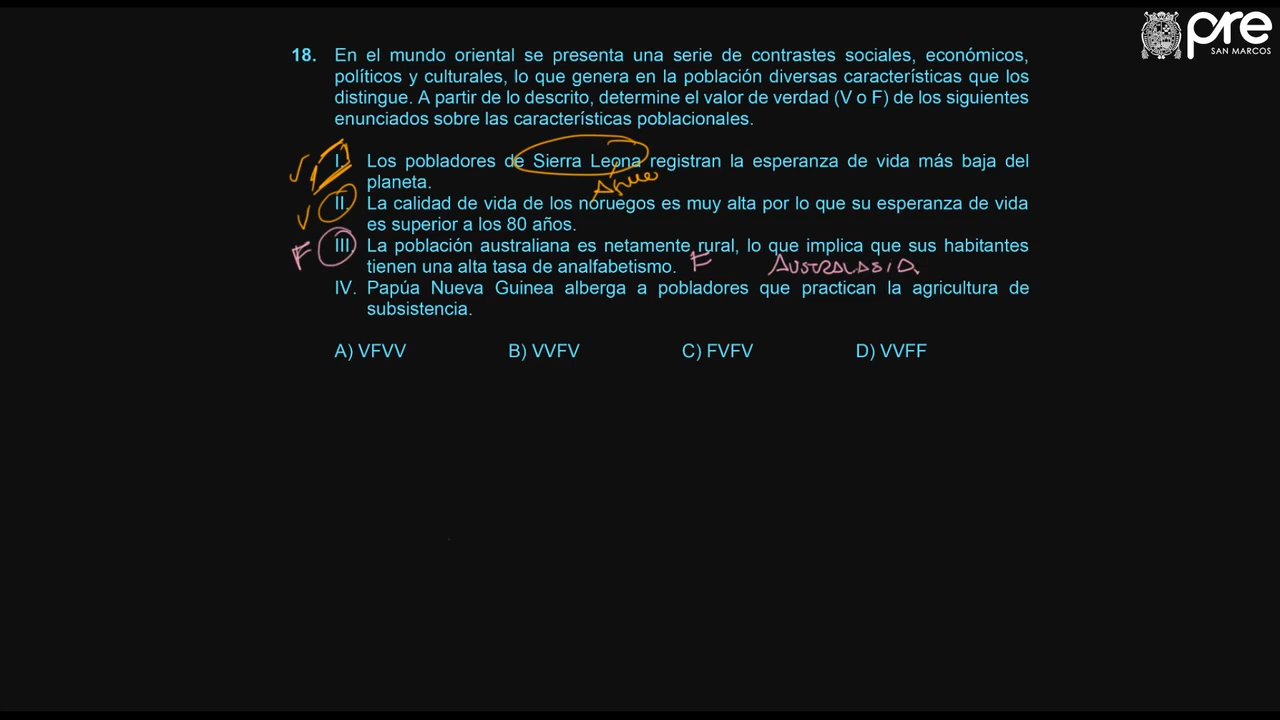 pre
SAN MARCOS
18. En el mundo oriental se presenta una serie de contrastes sociales, económicos,
políticos y culturales, lo que genera en la población diversas características que los
distingue. A partir de lo descrito, determine el valor de verdad (V o F) de los siguientes
enunciados sobre las características poblacionales.
V I. Los pobladores de Sierra Leona registran la esperanza de vida más baja del
planeta.
V II. La calidad de vida de los noruegos es muy alta por lo que su esperanza de vida
es superior a los 80 años.
F III. La población australiana es netamente rural, lo que implica que sus habitantes
tienen una alta tasa de analfabetismo. F AUSTRALASIA
IV. Papúa Nueva Guinea alberga a pobladores que practican la agricultura de
subsistencia.
A) VFVV B) VVFV C) FVFV D) VVFF